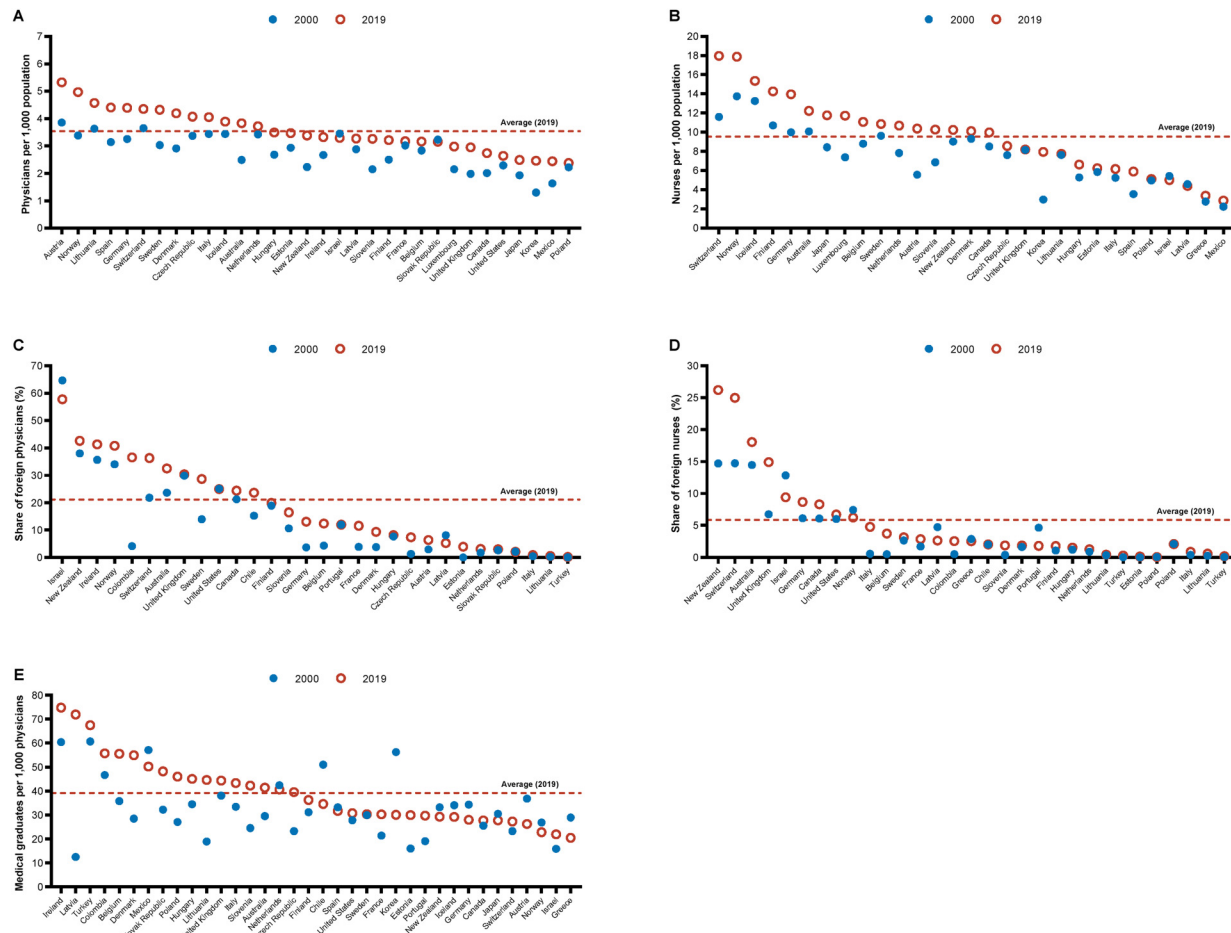 A
2000
2019
Physicians per 1,000 population
7
6
5
4
3
2
1
0
Average (2019)
Austria
Norway
Lithuania
Spain
Germany
Switzerland
Sweden
Denmark
Czech Republic
Italy
Iceland
Australia
Netherlands
Hungary
Estonia
New Zealand
Ireland
Israel
Latvia
Slovenia
Finland
France
Belgium
Slovak Republic
Luxembourg
United Kingdom
Canada
United States
Japan
Korea
Mexico
Poland
B
2000
2019
Nurses per 1,000 population
20
18
16
14
12
10
8
6
4
2
0
Average (2019)
Switzerland
Norway
Iceland
Finland
Germany
Australia
Japan
Luxembourg
Belgium
Sweden
Netherlands
Austria
Slovenia
New Zealand
Denmark
Canada
Czech Republic
United Kingdom
Korea
Lithuania
Hungary
Estonia
Italy
Spain
Poland
Israel
Latvia
Greece
Mexico
C
2000
2019
Share of foreign physicians (%)
70
60
50
40
30
20
10
0
Average (2019)
Israel
New Zealand
Ireland
Norway
Colombia
Switzerland
Australia
United Kingdom
Sweden
United States
Canada
Chile
Finland
Slovenia
Germany
Belgium
Portugal
France
Denmark
Hungary
Czech Republic
Austria
Latvia
Estonia
Netherlands
Slovak Republic
Poland
Italy
Lithuania
Turkey
D
2000
2019
Share of foreign nurses (%)
30
25
20
15
10
5
0
Average (2019)
New Zealand
Switzerland
Australia
United Kingdom
Israel
Germany
Canada
United States
Norway
Italy
Belgium
Sweden
France
Latvia
Colombia
Greece
Chile
Slovenia
Denmark
Portugal
Finland
Hungary
Netherlands
Lithuania
Turkey
Estonia
Poland
Poland
Italy
Lithuania
Turkey
E
2000
2019
Medical graduates per 1,000 physicians
80
70
60
50
40
30
20
10
0
Average (2019)
Ireland
Latvia
Turkey
Colombia
Belgium
Denmark
Mexico
lovak Republic
Poland
Hungary
Lithuania
nited Kingdom
Italy
Slovenia
Australia
Netherlands
Czech Republic
Finland
Chile
Spain
United States
Sweden
France
Korea
Estonia
Portugal
New Zealand
Iceland
Germany
Canada
Japan
Switzerland
Austria
Norway
Israel
Greece